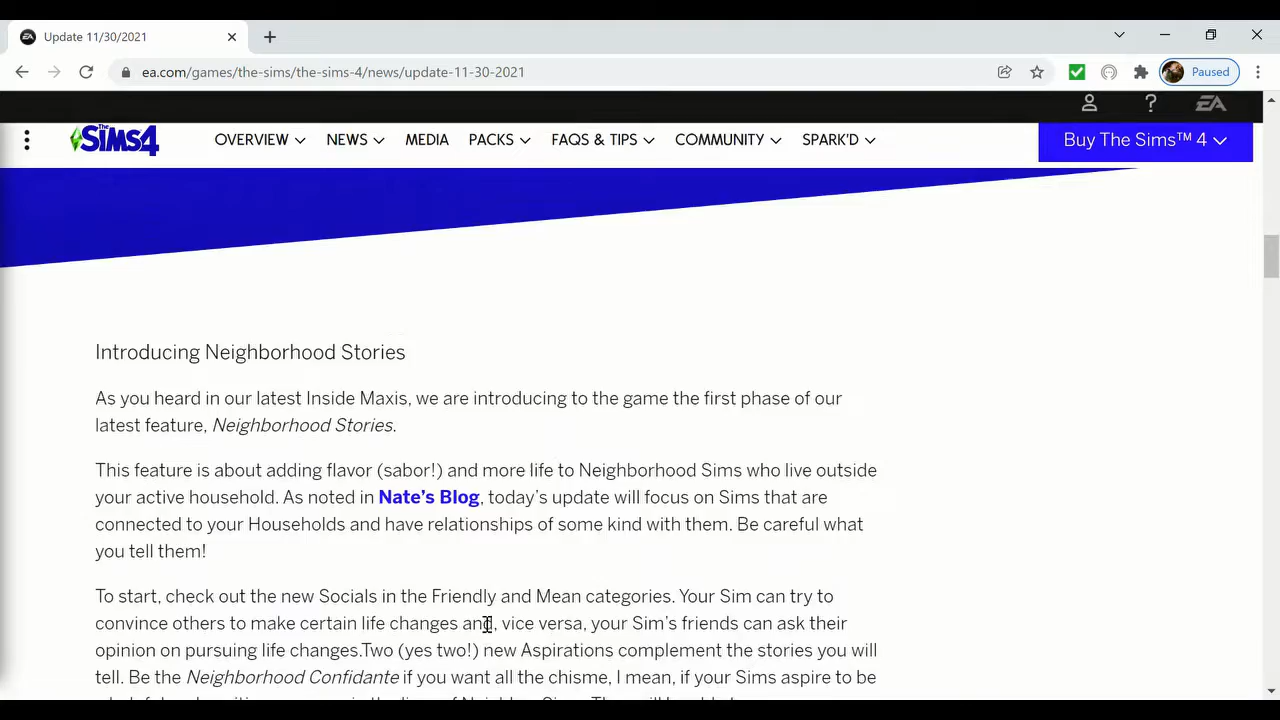 Update 11/30/2021
ea.com/games/the-sims/the-sims-4/news/update-11-30-2021
Paused
The SiMS4
OVERVIEW NEWS MEDIA PACKS FAQS & TIPS COMMUNITY SPARK'D
Buy The Sims™ 4
Introducing Neighborhood Stories
As you heard in our latest Inside Maxis, we are introducing to the game the first phase of our
latest feature, Neighborhood Stories.
This feature is about adding flavor (sabor!) and more life to Neighborhood Sims who live outside
your active household. As noted in Nate's Blog, today's update will focus on Sims that are
connected to your Households and have relationships of some kind with them. Be careful what
you tell them!
To start, check out the new Socials in the Friendly and Mean categories. Your Sim can try to
convince others to make certain life changes and, vice versa, your Sim's friends can ask their
opinion on pursuing life changes.Two (yes two!) new Aspirations complement the stories you will
tell. Be the Neighborhood Confidante if you want all the chisme, I mean, if your Sims aspire to be